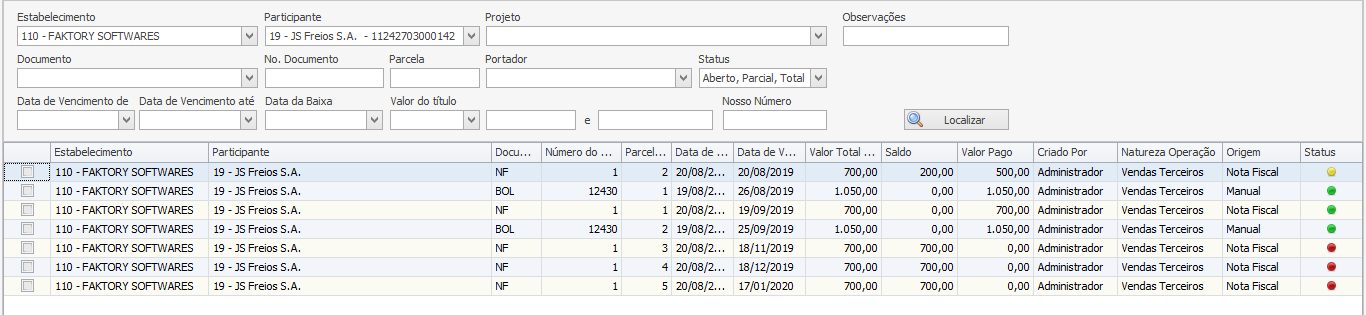 Estabelecimento Participante Projeto Observações
110 - FAKTORY SOFTWARES 19 - JS Freios S.A. - 11242703000142
Documento No. Documento Parcela Portador Status
Aberto, Parcial, Total
Data de Vencimento de Data de Vencimento até Data da Baixa Valor do título Nosso Número
e Localizar
Estabelecimento Participante Docu... Número do ... Parcel... Data de ... Data de V... Valor Total ... Saldo Valor Pago Criado Por Natureza Operação Origem Status
110 - FAKTORY SOFTWARES 19 - JS Freios S.A. NF 1 2 20/08/2... 20/08/2019 700,00 200,00 500,00 Administrador Vendas Terceiros Nota Fiscal
110 - FAKTORY SOFTWARES 19 - JS Freios S.A. BOL 12430 1 19/08/2... 26/08/2019 1.050,00 0,00 1.050,00 Administrador Vendas Terceiros Manual
110 - FAKTORY SOFTWARES 19 - JS Freios S.A. NF 1 1 20/08/2... 19/09/2019 700,00 0,00 700,00 Administrador Vendas Terceiros Nota Fiscal
110 - FAKTORY SOFTWARES 19 - JS Freios S.A. BOL 12430 2 19/08/2... 25/09/2019 1.050,00 0,00 1.050,00 Administrador Vendas Terceiros Manual
110 - FAKTORY SOFTWARES 19 - JS Freios S.A. NF 1 3 20/08/2... 18/11/2019 700,00 700,00 0,00 Administrador Vendas Terceiros Nota Fiscal
110 - FAKTORY SOFTWARES 19 - JS Freios S.A. NF 1 4 20/08/2... 18/12/2019 700,00 700,00 0,00 Administrador Vendas Terceiros Nota Fiscal
110 - FAKTORY SOFTWARES 19 - JS Freios S.A. NF 1 5 20/08/2... 17/01/2020 700,00 700,00 0,00 Administrador Vendas Terceiros Nota Fiscal